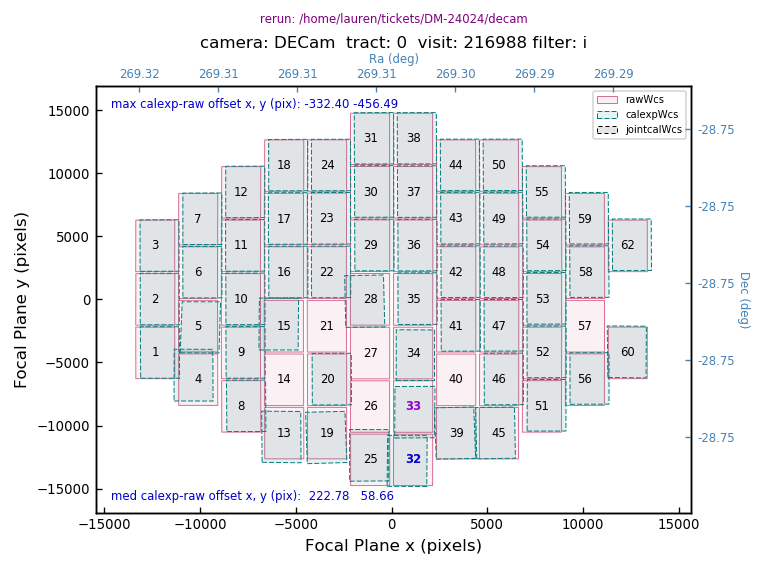 rerun: /home/lauren/tickets/DM-24024/decam
camera: DECam  tract: 0  visit: 216988 filter: i
Ra (deg)
269.32 269.31 269.31 269.31 269.30 269.29 269.29
max calexp-raw offset x, y (pix): -332.40 -456.49
rawWcs
calexpWcs
jointcalWcs
15000
10000
5000
0
−5000
−10000
−15000
Focal Plane y (pixels)
31 38
18 24 44 50
12 30 37 55
7 17 23 43 49 59
3 11 29 36 54 62
6 16 22 42 48 58
2 10 28 35 53
5 15 21 41 47 57
1 9 27 34 52 60
4 14 20 40 46 56
8 26 33 51
13 19 39 45
25 32
-28.75
-28.75
-28.75
-28.75
-28.75
Dec (deg)
med calexp-raw offset x, y (pix):  222.78   58.66
−15000 −10000 −5000 0 5000 10000 15000
Focal Plane x (pixels)